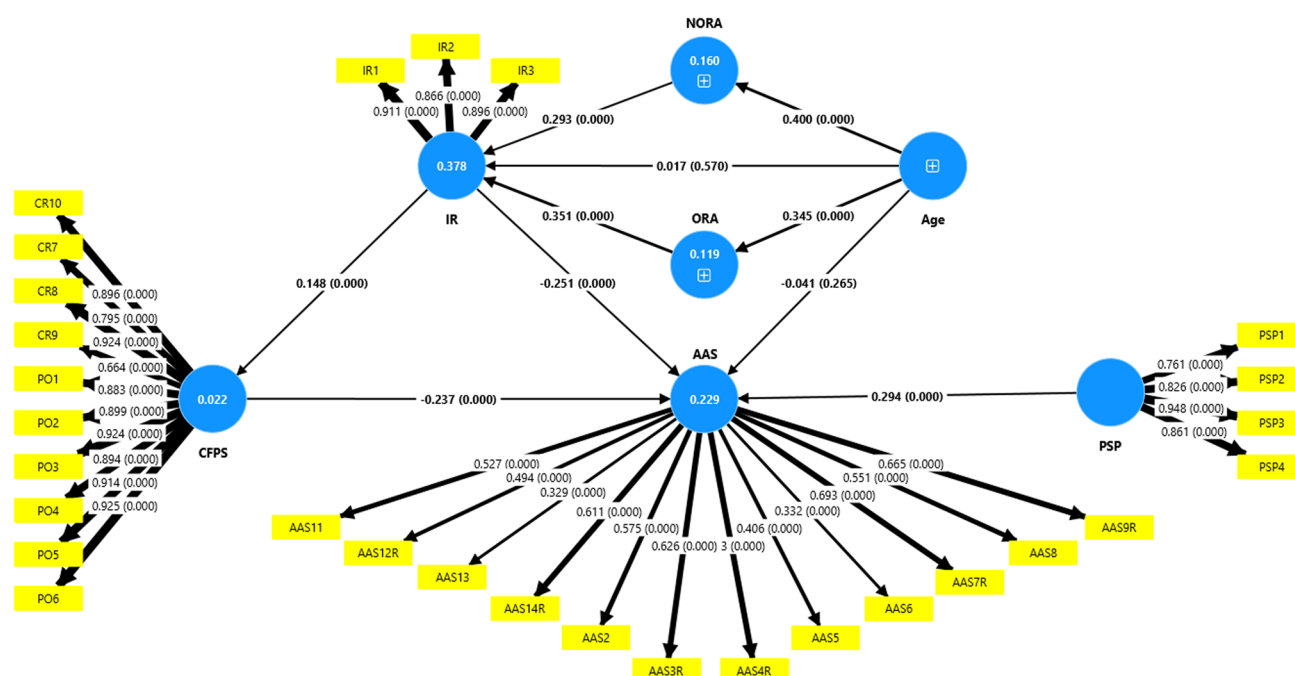 NORA
0.160
IR1
IR2
IR3
0.911 (0.000)
0.866 (0.000)
0.896 (0.000)
0.293 (0.000)
0.400 (0.000)
0.378
IR
0.017 (0.570)
Age
0.351 (0.000)
ORA
0.345 (0.000)
0.119
0.148 (0.000)
-0.251 (0.000)
-0.041 (0.265)
CR10
CR7
CR8
CR9
PO1
PO2
PO3
PO4
PO5
PO6
0.896 (0.000)
0.795 (0.000)
0.924 (0.000)
0.664 (0.000)
0.883 (0.000)
0.899 (0.000)
0.924 (0.000)
0.894 (0.000)
0.914 (0.000)
0.925 (0.000)
0.022
CFPS
-0.237 (0.000)
AAS
0.229
0.294 (0.000)
PSP
0.761 (0.000)
0.826 (0.000)
0.948 (0.000)
0.861 (0.000)
PSP1
PSP2
PSP3
PSP4
0.527 (0.000)
0.494 (0.000)
0.329 (0.000)
0.611 (0.000)
0.575 (0.000)
0.626 (0.000)
3 (0.000)
0.406 (0.000)
0.332 (0.000)
0.693 (0.000)
0.551 (0.000)
0.665 (0.000)
AAS11
AAS12R
AAS13
AAS14R
AAS2
AAS3R
AAS4R
AAS5
AAS6
AAS7R
AAS8
AAS9R